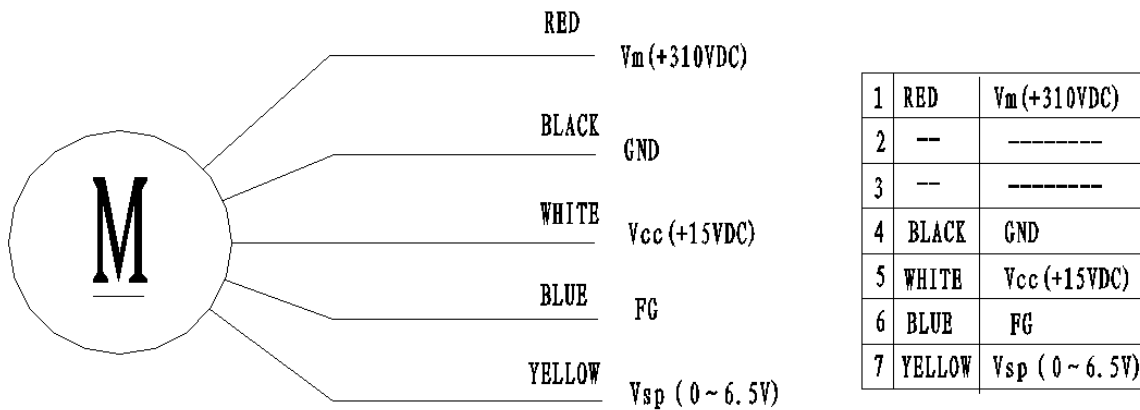 RED
Vm(+310VDC)
BLACK
GND
WHITE
Vcc(+15VDC)
BLUE
FG
YELLOW
Vsp (0~6.5V)
M
1 RED Vm(+310VDC)
2 -- --------
3 -- --------
4 BLACK GND
5 WHITE Vcc(+15VDC)
6 BLUE FG
7 YELLOW Vsp (0~6.5V)